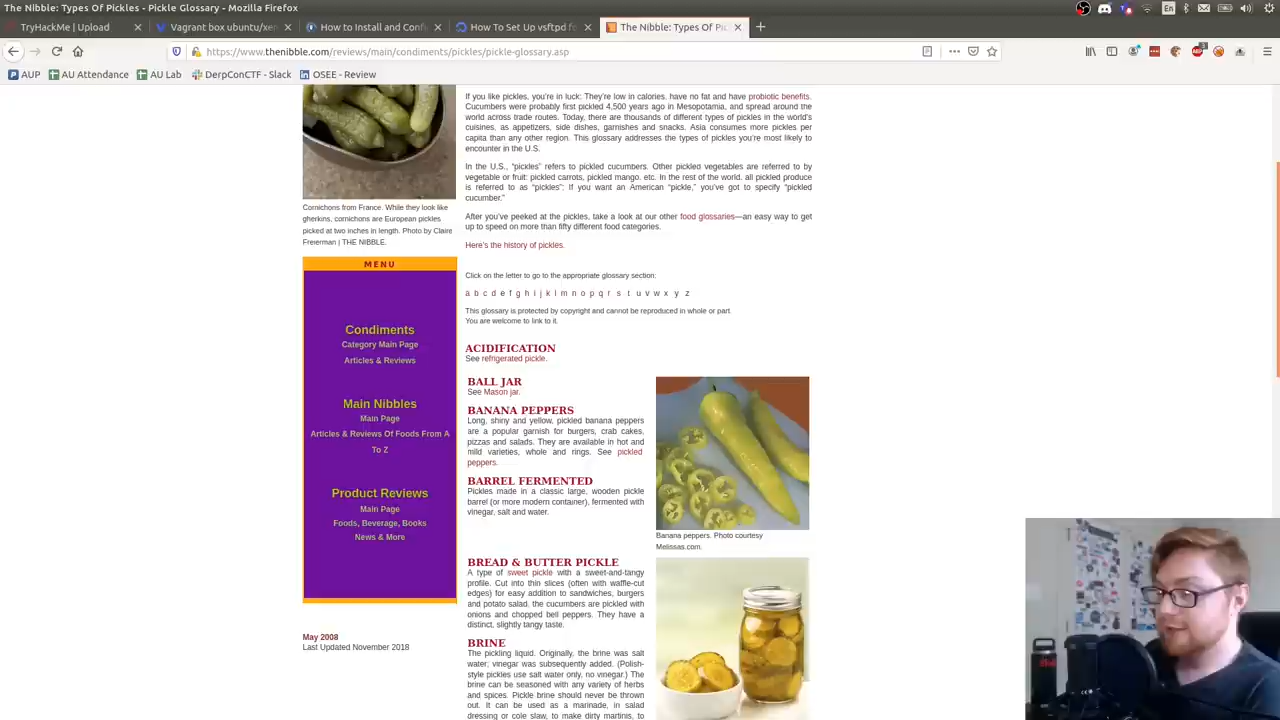 Types Of Pickles - Pickle Types - Pickle Glossary - Mozilla Firefox
TryHackMe | Upload Vu
Vagrant box ubuntu/xen
How to Install and Confi
How To Set Up vsftpd fo
The Nibble: Types Of Pic
https://www.thenibble.com/reviews/main/condiments/pickles/pickle-glossary.asp
AUP
AU Attendance
AU Slack
DerpConCTF - Slack
OSEE - Review
If you like pickles, you're in luck: They're low in calories, have no fat and have probiotic benefits.
Cucumbers were probably first pickled 4,500 years ago in Mesopotamia, and spread around the
world across trade routes. Today, there are thousands of different types of pickles in the world's
cuisines, as appetizers, side dishes, garnishes and snacks. Asia consumes more pickles per
capita than any other region. This glossary addresses the types of pickles you're most likely to
encounter in the U.S.
In the U.S., “pickles” refers to pickled cucumbers. Other pickled vegetables are referred to by
vegetable or fruit: pickled carrots, pickled mango, etc. In the rest of the world, all pickled produce
is referred to as “pickles”: If you want an American “pickle,” you've got to specify “pickled
cucumber.”
After you've peeked at the pickles, take a look at our other food glossaries—an easy way to get
up to speed on more than fifty different food categories.
Here's the history of pickles.
Click on the letter to go to the appropriate glossary section:
a b c d e f g h i j k l m n o p q r s t u v w x y z
This glossary is protected by copyright and cannot be reproduced in whole or part.
You are welcome to link to it.
Cornichons from France. While they look like
gherkins, cornichons are European pickles
picked at two inches in length. Photo by Claire
Freierman | THE NIBBLE.
MENU
Condiments
Category Main Page
Articles & Reviews
Main Nibbles
Main Page
Articles & Reviews Of Foods From A
To Z
Product Reviews
Main Page
Foods, Beverage, Books
News & More
May 2008
Last Updated November 2018
ACIDIFICATION
See refrigerated pickle.
BALL JAR
See Mason jar.
BANANA PEPPERS
Long, shiny and yellow, pickled banana peppers
are a popular garnish for burgers, crab cakes,
pizzas and salads. They are available in hot and
mild varieties, whole and rings. See pickled
peppers.
BARREL FERMENTED
Pickles made in a classic large, wooden pickle
barrel (or more modern container), fermented with
vinegar, salt and water.
Banana peppers. Photo courtesy
Melissas.com.
BREAD & BUTTER PICKLE
A type of sweet pickle with a sweet-and-tangy
profile. Cut into thin slices (often with waffle-cut
edges) for easy addition to sandwiches, burgers
and potato salad, the cucumbers are pickled with
onions and chopped bell peppers. They have a
distinct, slightly tangy taste.
BRINE
The pickling liquid. Originally, the brine was salt
water; vinegar was subsequently added. (Polish-
style pickles use salt water only, no vinegar.) The
brine can be seasoned with any variety of herbs
and spices. Pickle brine should never be thrown
out. It can be used as a marinade, in salad
dressing or cole slaw, to make dirty martinis, to